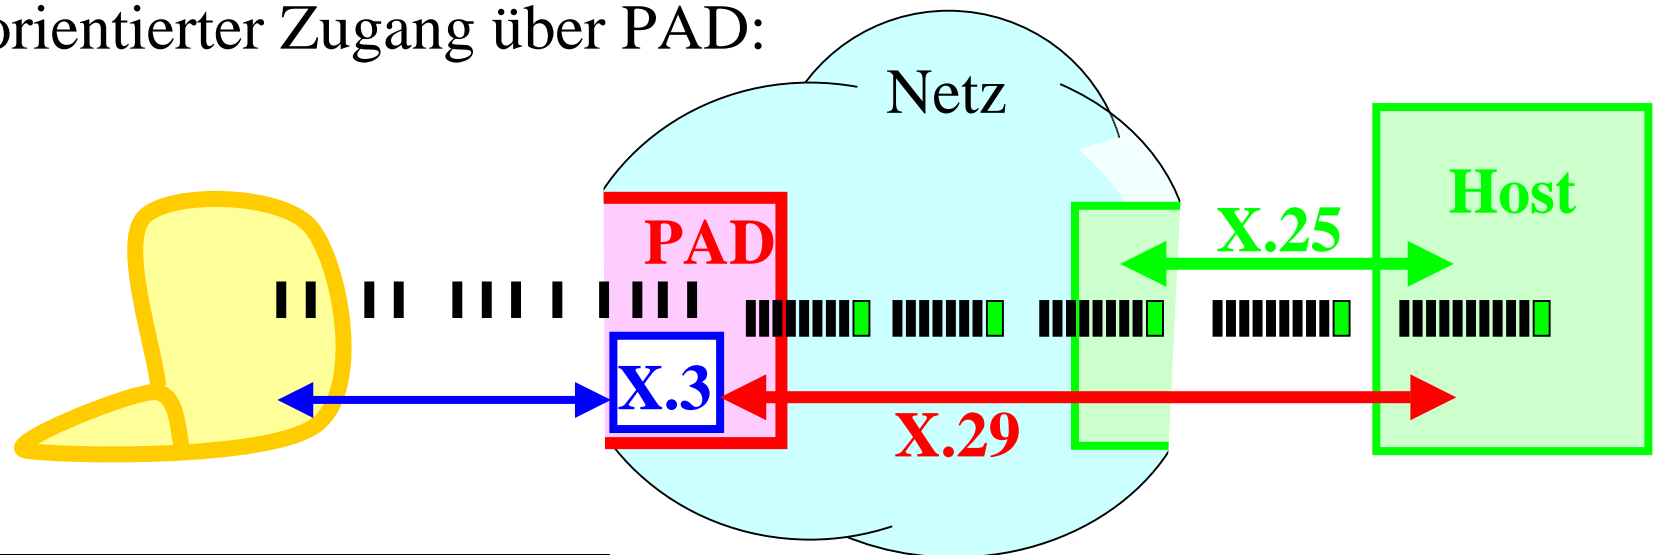 orientierter Zugang über PAD:
Netz
Host
PAD
X.25
X.3
X.29